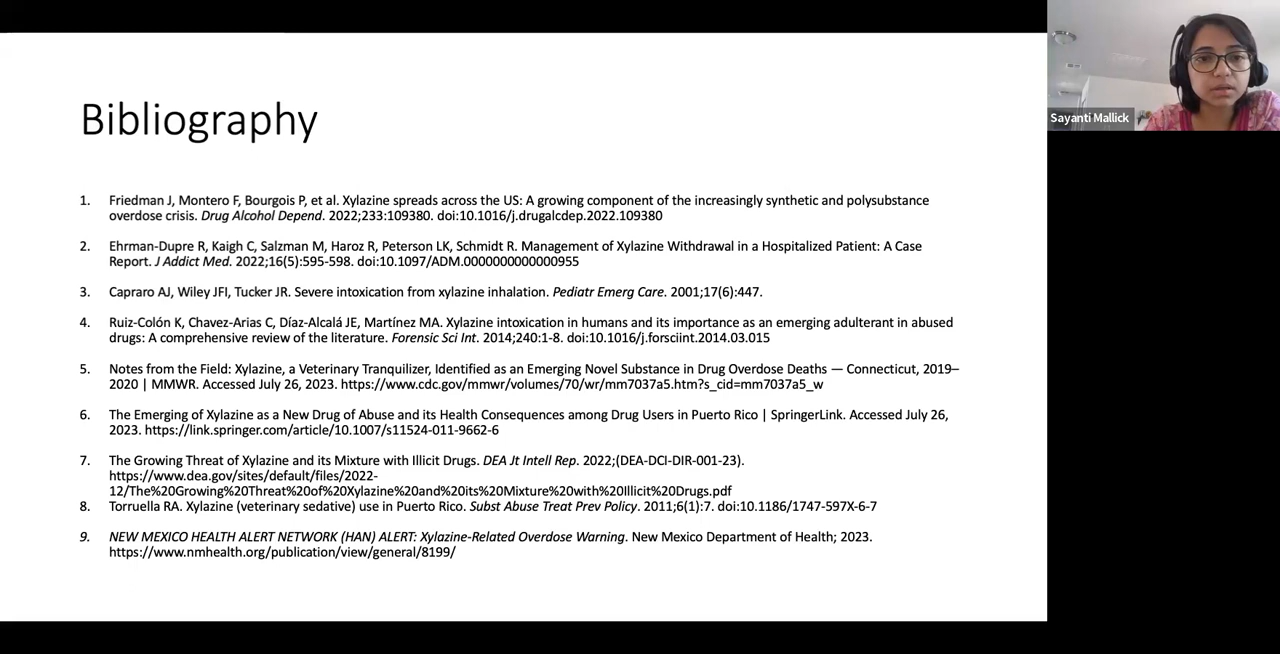 Bibliography
1. Friedman J, Montero F, Bourgois P, et al. Xylazine spreads across the US: A growing component of the increasingly synthetic and polysubstance
overdose crisis. Drug Alcohol Depend. 2022;233:109380. doi:10.1016/j.drugalcdep.2022.109380
2. Ehrman-Dupre R, Kaigh C, Salzman M, Haroz R, Peterson LK, Schmidt R. Management of Xylazine Withdrawal in a Hospitalized Patient: A Case
Report. J Addict Med. 2022;16(5):595-598. doi:10.1097/ADM.0000000000000955
3. Capraro AJ, Wiley JFI, Tucker JR. Severe intoxication from xylazine inhalation. Pediatr Emerg Care. 2001;17(6):447.
4. Ruiz-Colón K, Chavez-Arias C, Díaz-Alcalá JE, Martínez MA. Xylazine intoxication in humans and its importance as an emerging adulterant in abused
drugs: A comprehensive review of the literature. Forensic Sci Int. 2014;240:1-8. doi:10.1016/j.forsciint.2014.03.015
5. Notes from the Field: Xylazine, a Veterinary Tranquilizer, Identified as an Emerging Novel Substance in Drug Overdose Deaths — Connecticut, 2019–
2020 | MMWR. Accessed July 26, 2023. https://www.cdc.gov/mmwr/volumes/70/wr/mm7037a5.htm?s_cid=mm7037a5_w
6. The Emerging of Xylazine as a New Drug of Abuse and its Health Consequences among Drug Users in Puerto Rico | SpringerLink. Accessed July 26,
2023. https://link.springer.com/article/10.1007/s11524-011-9662-6
7. The Growing Threat of Xylazine and its Mixture with Illicit Drugs. DEA Jt Intell Rep. 2022;(DEA-DCI-DIR-001-23).
https://www.dea.gov/sites/default/files/2022-
12/The%20Growing%20Threat%20of%20Xylazine%20and%20its%20Mixture%20with%20Illicit%20Drugs.pdf
8. Torruella RA. Xylazine (veterinary sedative) use in Puerto Rico. Subst Abuse Treat Prev Policy. 2011;6(1):7. doi:10.1186/1747-597X-6-7
9. NEW MEXICO HEALTH ALERT NETWORK (HAN) ALERT: Xylazine-Related Overdose Warning. New Mexico Department of Health; 2023.
https://www.nmhealth.org/publication/view/general/8199/
Sayanti Mallick